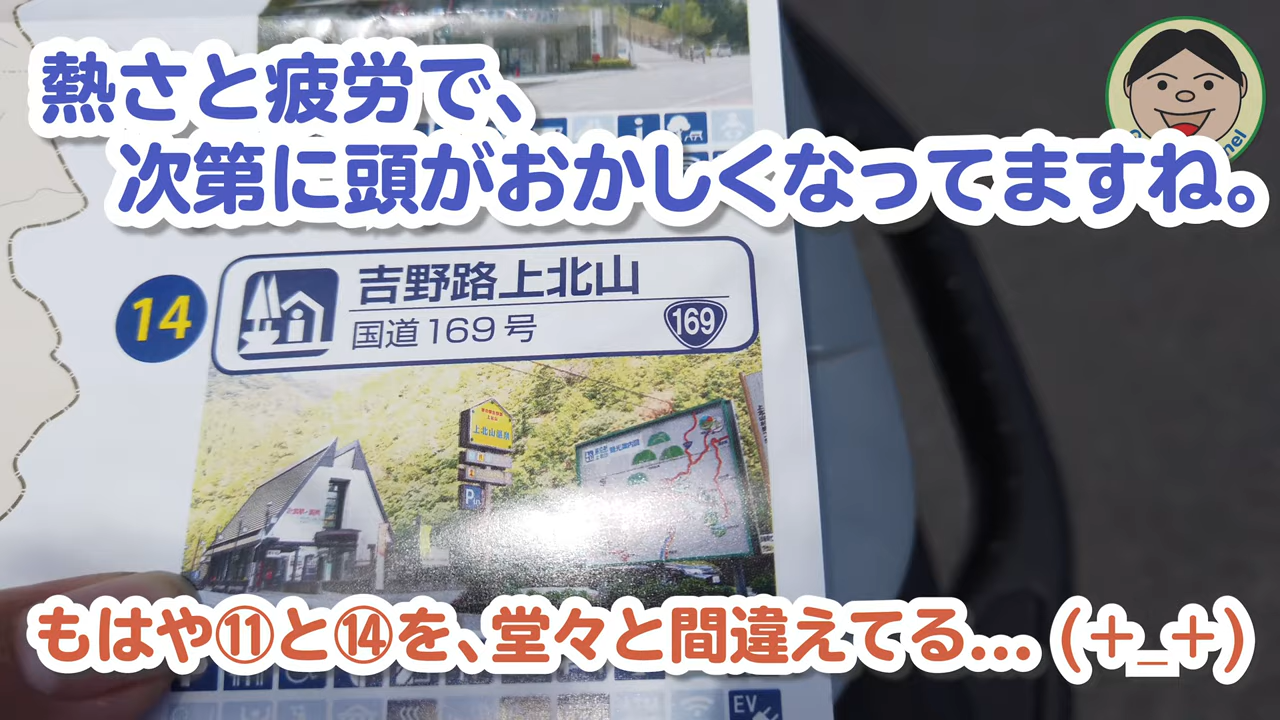 熱さと疲労で、
次第に頭がおかしくなってますね。
14
吉野路上北山
国道169号
169
上北山温泉
P
もはや⑪と⑭を、堂々と間違えてる... (+_+)
EV